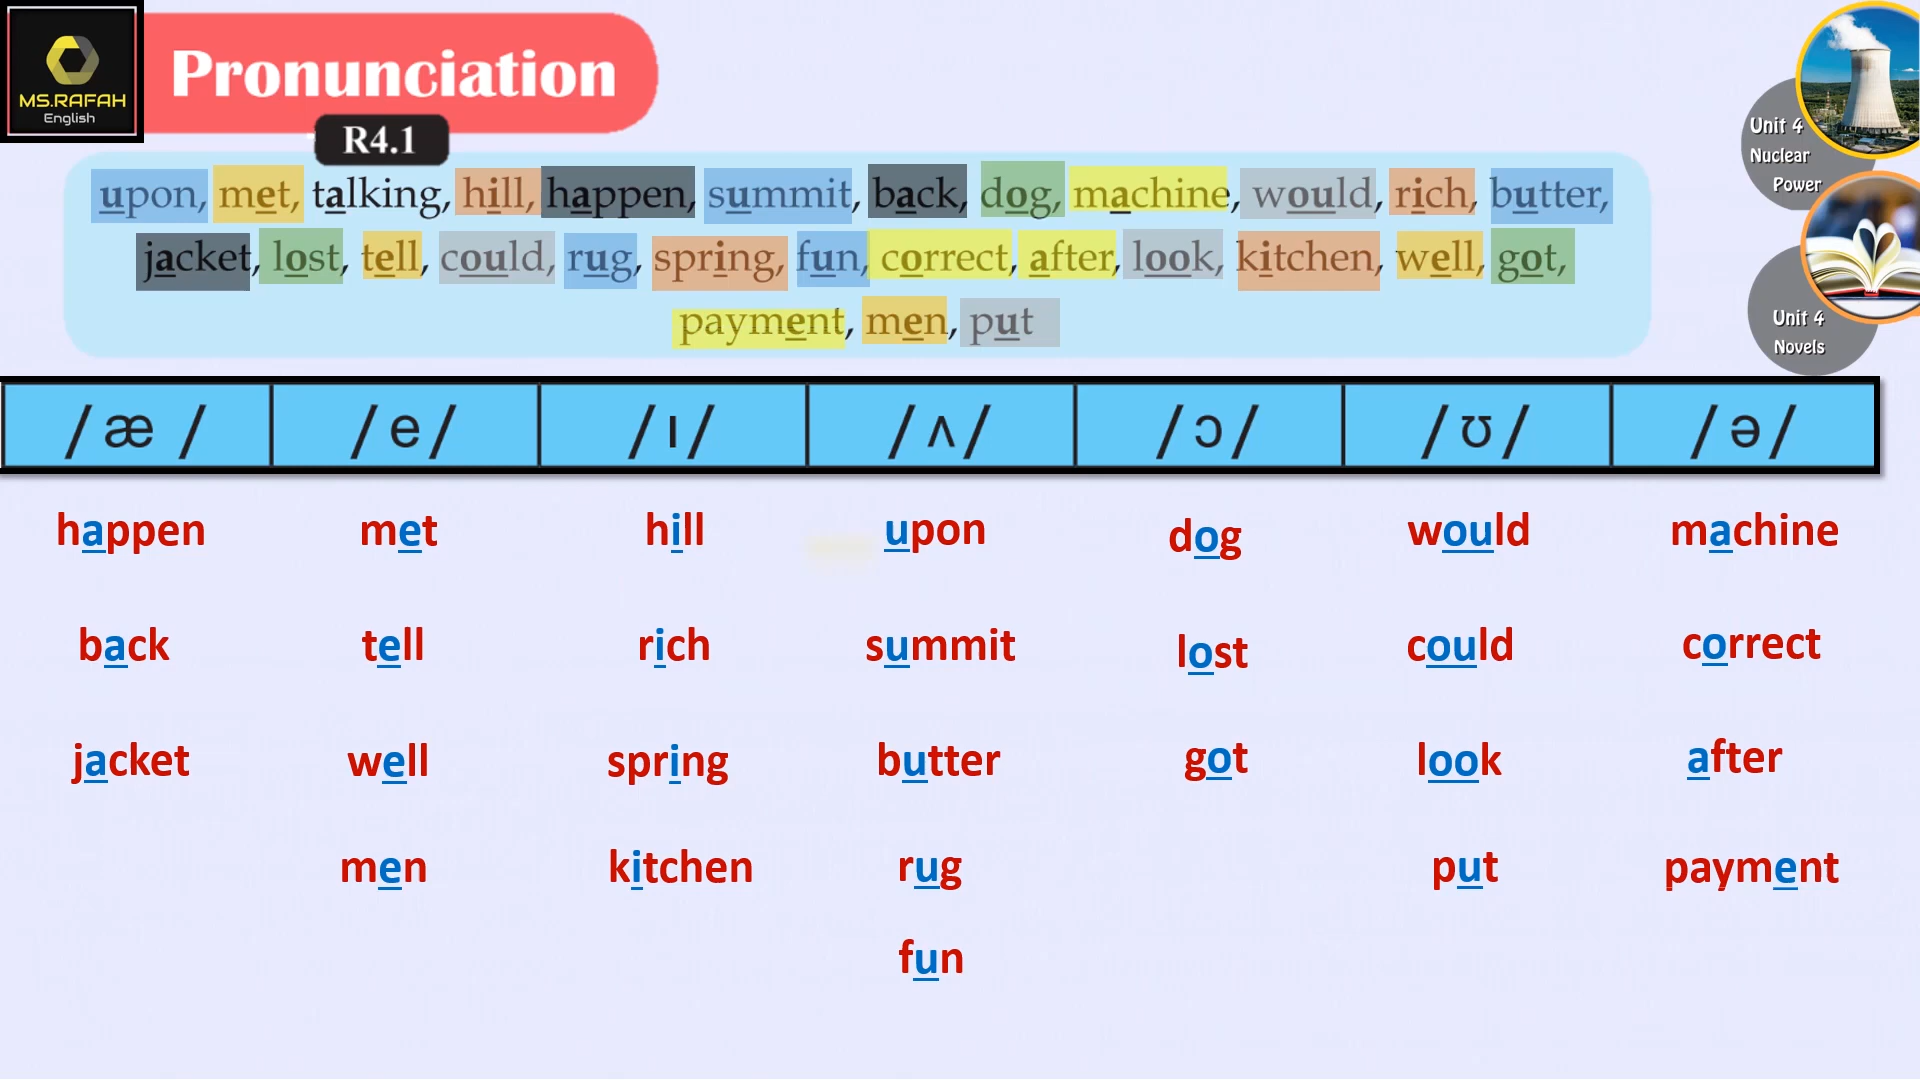 MS.RAFAH
English
Pronunciation
R4.1
Unit 4
Nuclear
Power
Unit 4
Novels
upon, met, talking, hill, happen, summit, back, dog, machine, would, rich, butter,
jacket, lost, tell, could, rug, spring, fun, correct, after, look, kitchen, well, got,
payment, men, put
/ æ / / e / / ɪ / / ʌ / / ɔ / / ʊ / / ə /
happen met hill upon dog would machine
back tell rich summit lost could correct
jacket well spring butter got look after
men kitchen rug put payment
fun